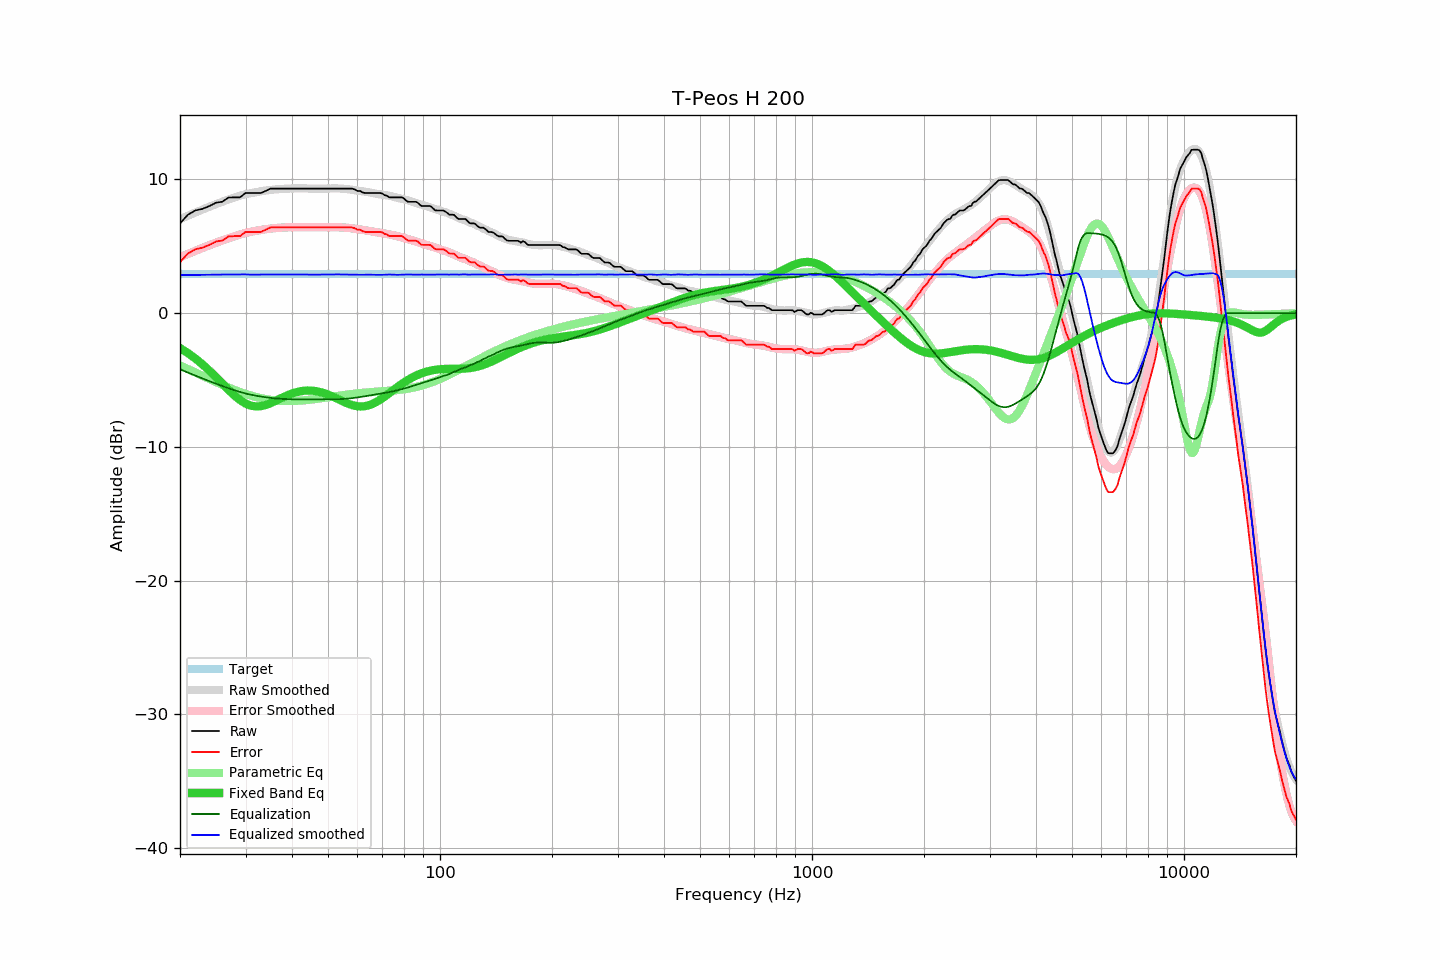 T-Peos H 200
Amplitude (dBr)
10
0
−10
−20
−30
−40
Target
Raw Smoothed
Error Smoothed
Raw
Error
Parametric Eq
Fixed Band Eq
Equalization
Equalized smoothed
100
1000
10000
Frequency (Hz)